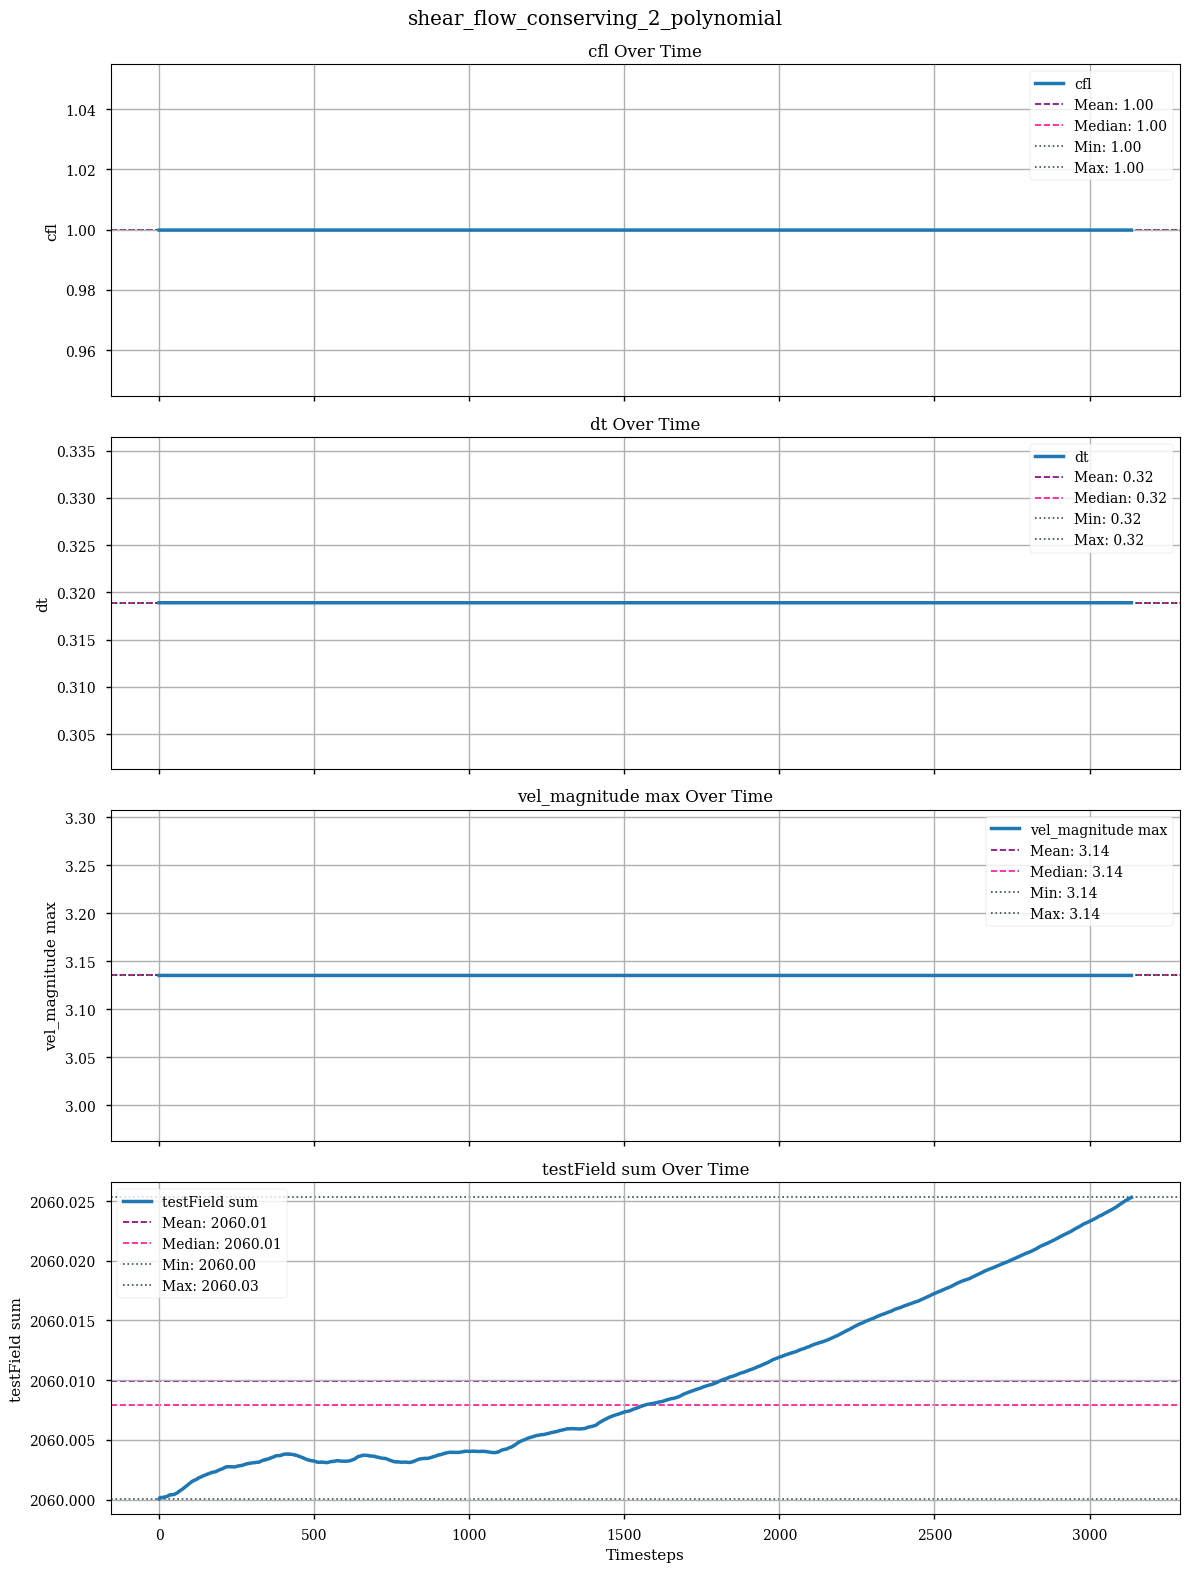 shear_flow_conserving_2_polynomial
cfl Over Time
cfl
1.04
1.02
1.00
0.98
0.96
cfl
Mean: 1.00
Median: 1.00
Min: 1.00
Max: 1.00
dt Over Time
dt
0.335
0.330
0.325
0.320
0.315
0.310
0.305
dt
Mean: 0.32
Median: 0.32
Min: 0.32
Max: 0.32
vel_magnitude max Over Time
vel_magnitude max
3.30
3.25
3.20
3.15
3.10
3.05
3.00
vel_magnitude max
Mean: 3.14
Median: 3.14
Min: 3.14
Max: 3.14
testField sum Over Time
testField sum
2060.025
2060.020
2060.015
2060.010
2060.005
2060.000
testField sum
Mean: 2060.01
Median: 2060.01
Min: 2060.00
Max: 2060.03
0 500 1000 1500 2000 2500 3000
Timesteps